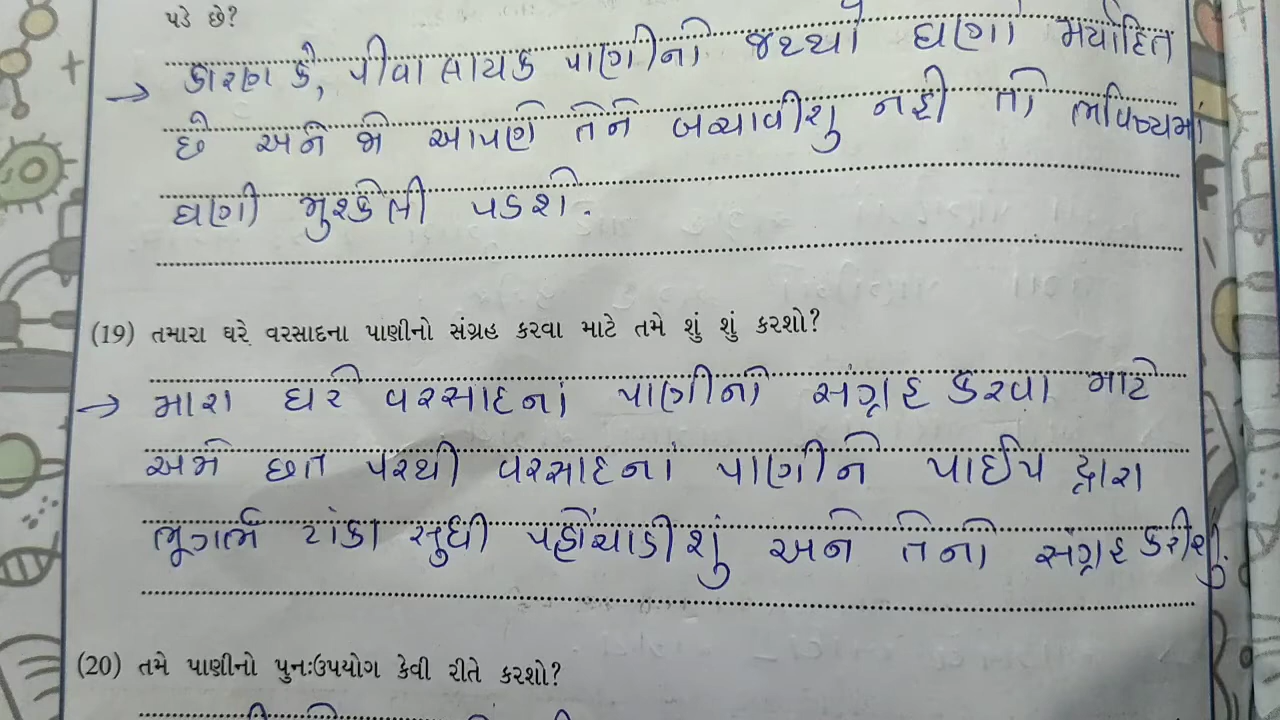 પડે છે?
→ કારણ કે, પીવાલાયક પાણીનો જથ્થો ઘણો મર્યાદિત
છે અને જો આપણે તેને બચાવીશુ નહી તો ભવિષ્યમાં
ઘણી મુશ્કેલી પડશે.
(19) તમારા ઘરે વરસાદના પાણીનો સંગ્રહ કરવા માટે તમે શું શું કરશો?
→ મારા ઘરે વરસાદનાં પાણીનો સંગ્રહ કરવા માટે
અમે છત પરથી વરસાદનાં પાણીને પાઈપ દ્વારા
ભૂગર્ભ ટાંકા સુધી પહોંચાડીશું અને તેનો સંગ્રહ કરીશું.
(20) તમે પાણીનો પુનઃઉપયોગ કેવી રીતે કરશો?